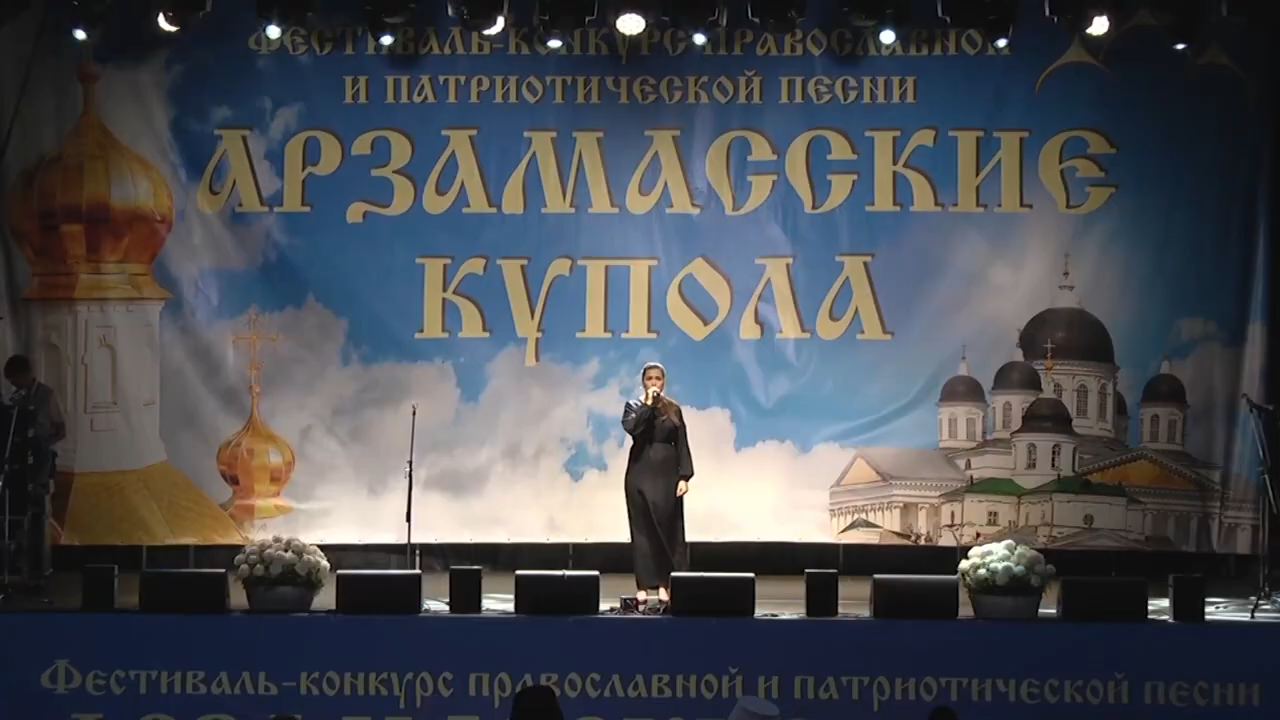 ФЕСТИВАЛЬ-КОНКУРС ПРАВОСЛАВНОЙ
И ПАТРИОТИЧЕСКОЙ ПЕСНИ
АРЗАМАССКИЕ
КУПОЛА
Фестиваль-конкурс православной и патриотической песни